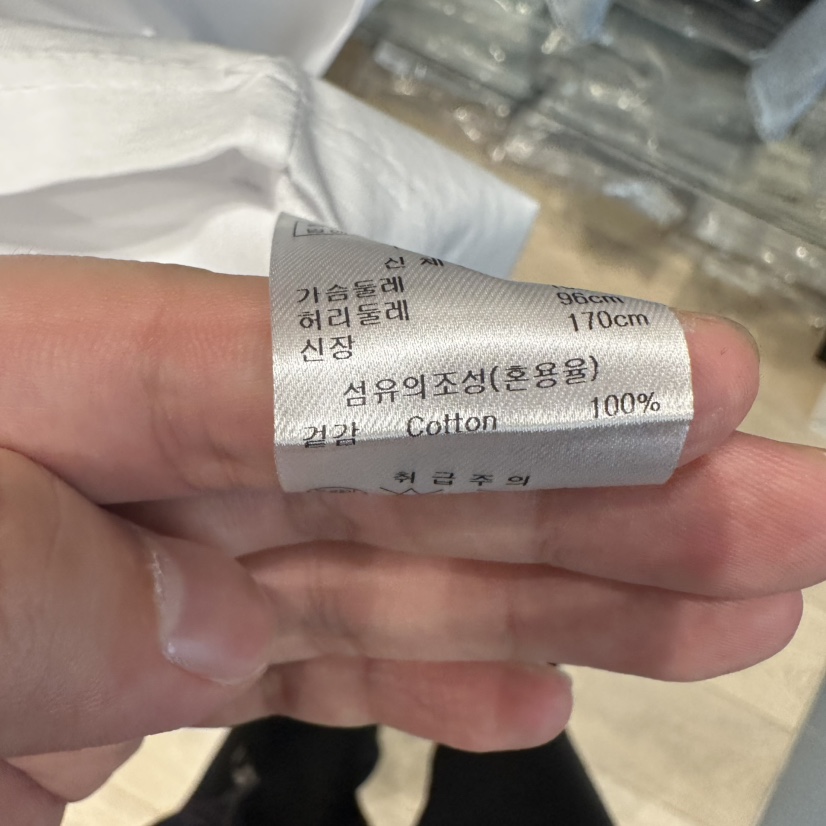 신 체
가슴둘레
허리둘레 96cm
신장 170cm
섬유의조성(혼용율)
겉감 Cotton 100%
취 급 주 의